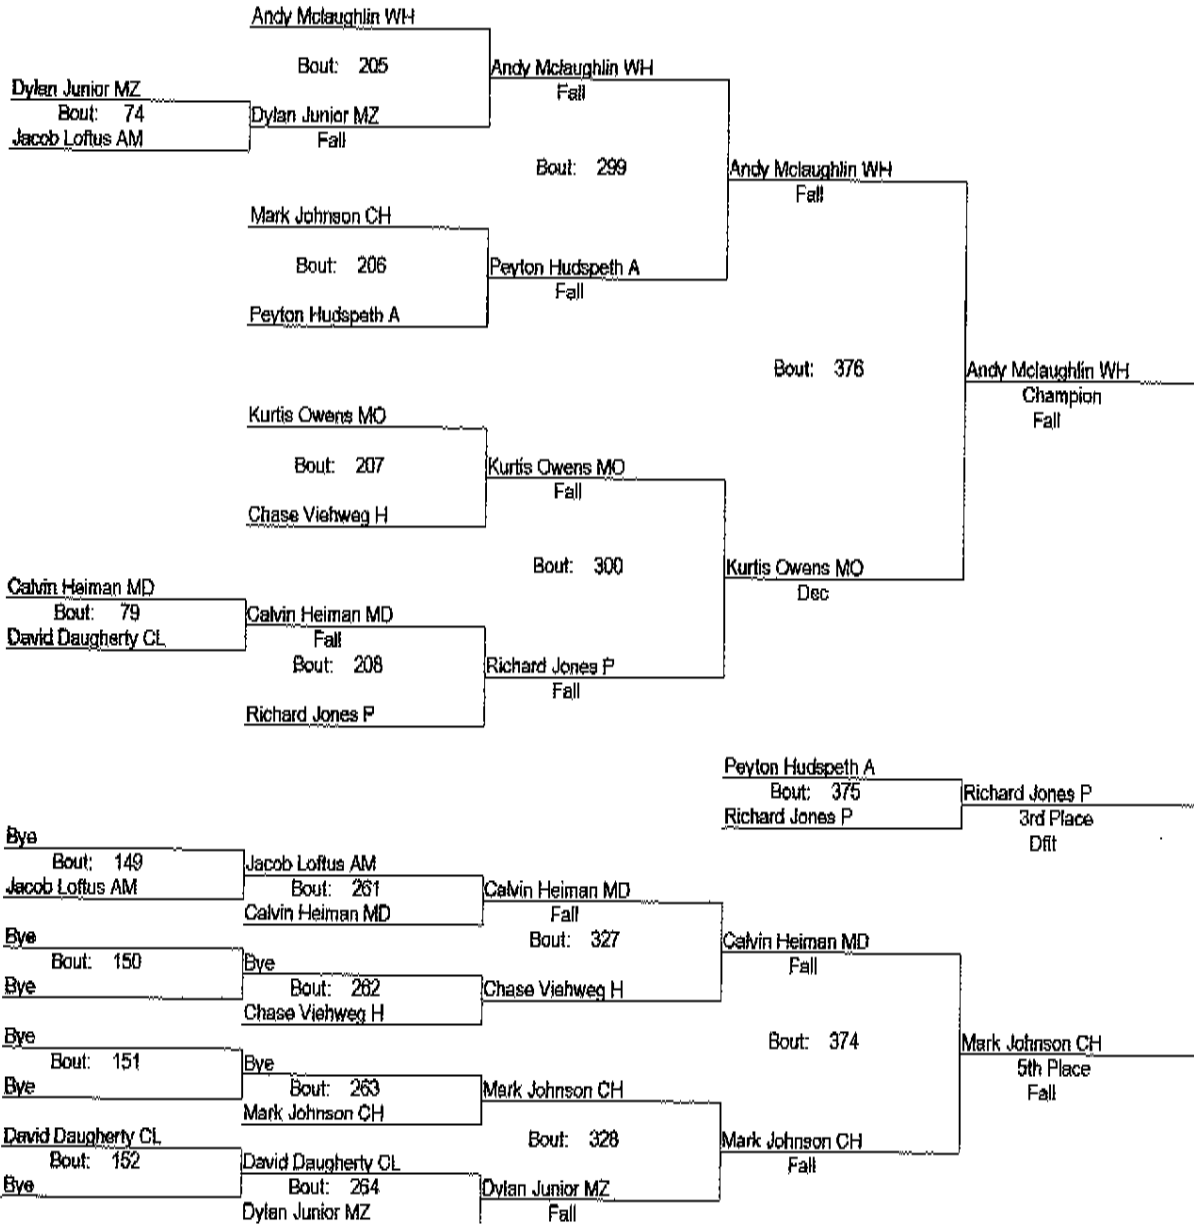 Andy Mclaughlin WH
Bout: 205
Andy Mclaughlin WH
Fall
Dylan Junior MZ
Bout: 74
Jacob Loftus AM
Dylan Junior MZ
Fall
Bout: 299
Andy Mclaughlin WH
Fall
Mark Johnson CH
Bout: 206
Peyton Hudspeth A
Fall
Peyton Hudspeth A
Bout: 376
Andy Mclaughlin WH
Champion
Fall
Kurtis Owens MO
Bout: 207
Kurtis Owens MO
Fall
Chase Viehweg H
Bout: 300
Kurtis Owens MO
Dec
Calvin Heiman MD
Bout: 79
David Daugherty CL
Calvin Heiman MD
Fall
Bout: 208
Richard Jones P
Fall
Richard Jones P
Peyton Hudspeth A
Bout: 375
Richard Jones P
Richard Jones P
3rd Place
Dflt
Bye
Bout: 149
Jacob Loftus AM
Jacob Loftus AM
Bout: 261
Calvin Heiman MD
Calvin Heiman MD
Fall
Bout: 327
Calvin Heiman MD
Fall
Bye
Bout: 150
Bye
Bye
Bout: 262
Chase Viehweg H
Chase Viehweg H
Bout: 374
Mark Johnson CH
5th Place
Fall
Bye
Bout: 151
Bye
Bye
Bout: 263
Mark Johnson CH
Mark Johnson CH
Bout: 328
Mark Johnson CH
Fall
David Daugherty CL
Bout: 152
Bye
David Daugherty CL
Bout: 264
Dylan Junior MZ
Dylan Junior MZ
Fall